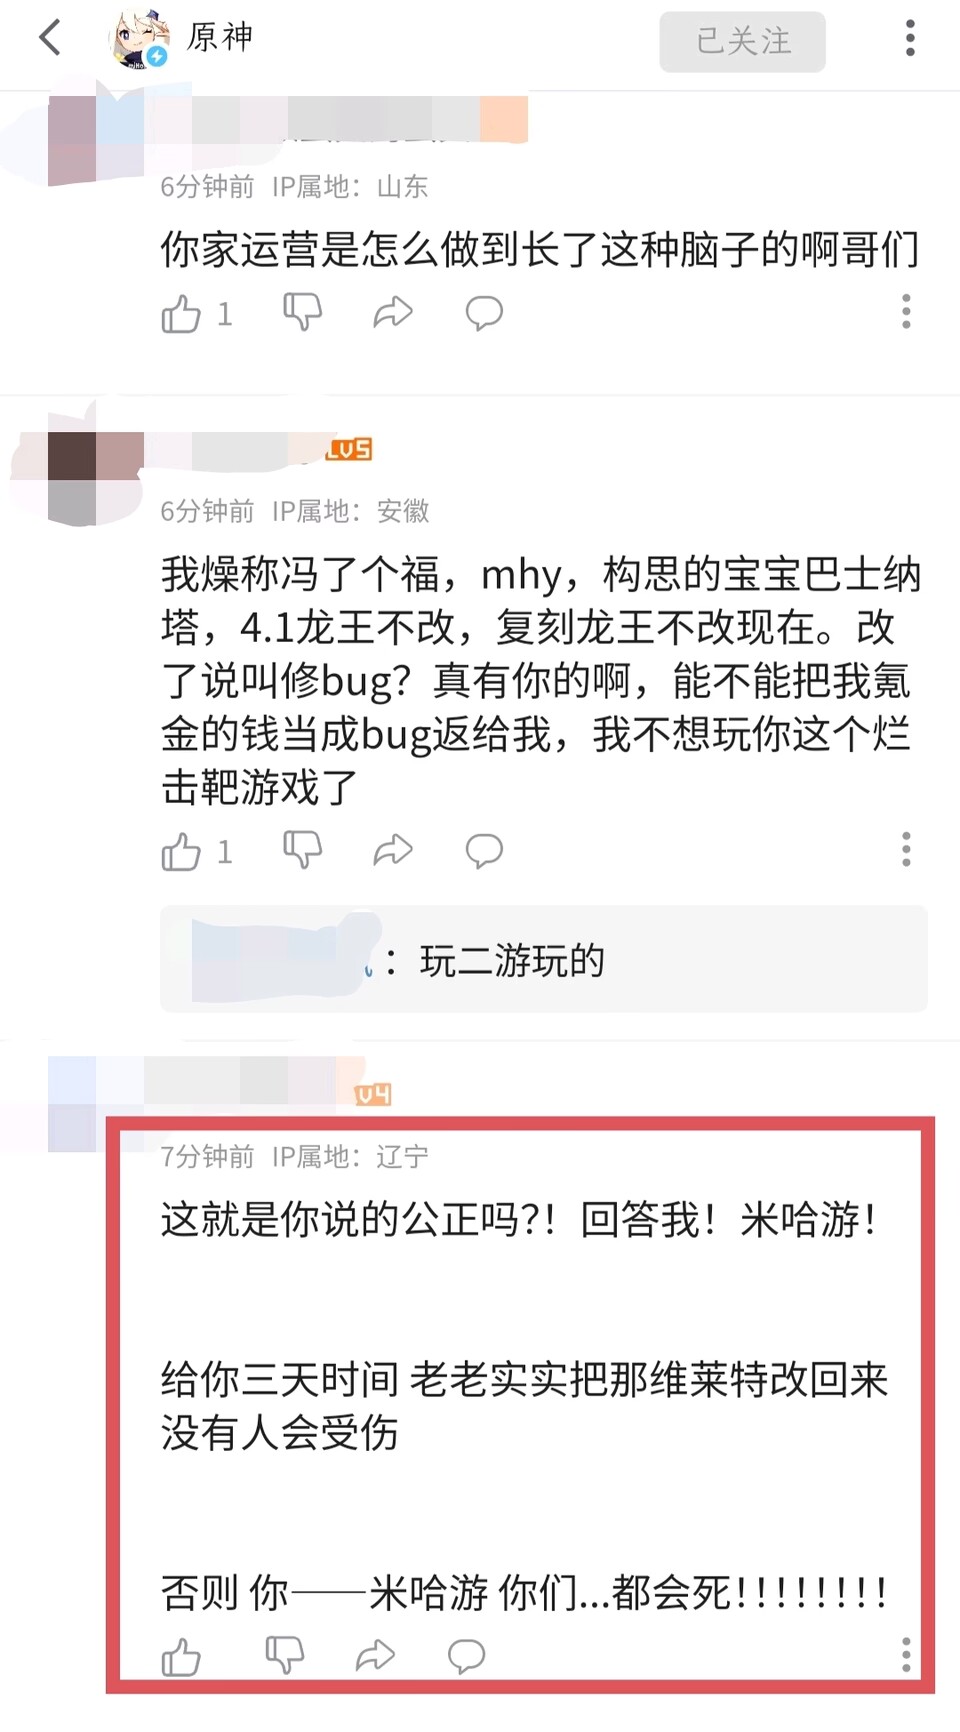 原神
已关注
6分钟前 IP属地：山东
你家运营是怎么做到长了这种脑子的啊哥们
1
LV5
6分钟前 IP属地：安徽
我燥称冯了个福，mhy，构思的宝宝巴士纳
塔，4.1龙王不改，复刻龙王不改现在。改
了说叫修bug？真有你的啊，能不能把我氪
金的钱当成bug返给我，我不想玩你这个烂
击靶游戏了
1
：玩二游玩的
LV4
7分钟前 IP属地：辽宁
这就是你说的公正吗?！回答我！米哈游！
给你三天时间 老老实实把那维莱特改回来
没有人会受伤
否则 你——米哈游 你们...都会死!!!!!!!!